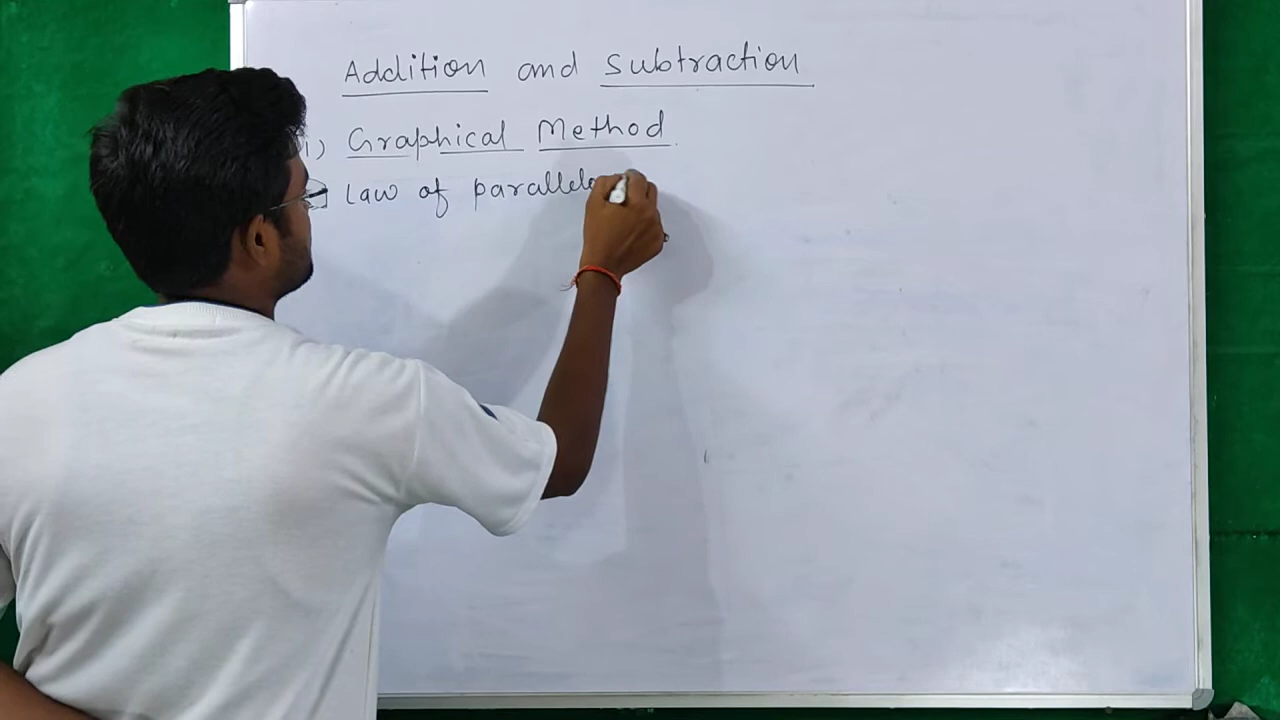 Addition and Subtraction
i) Graphical Method
Law of parallelo